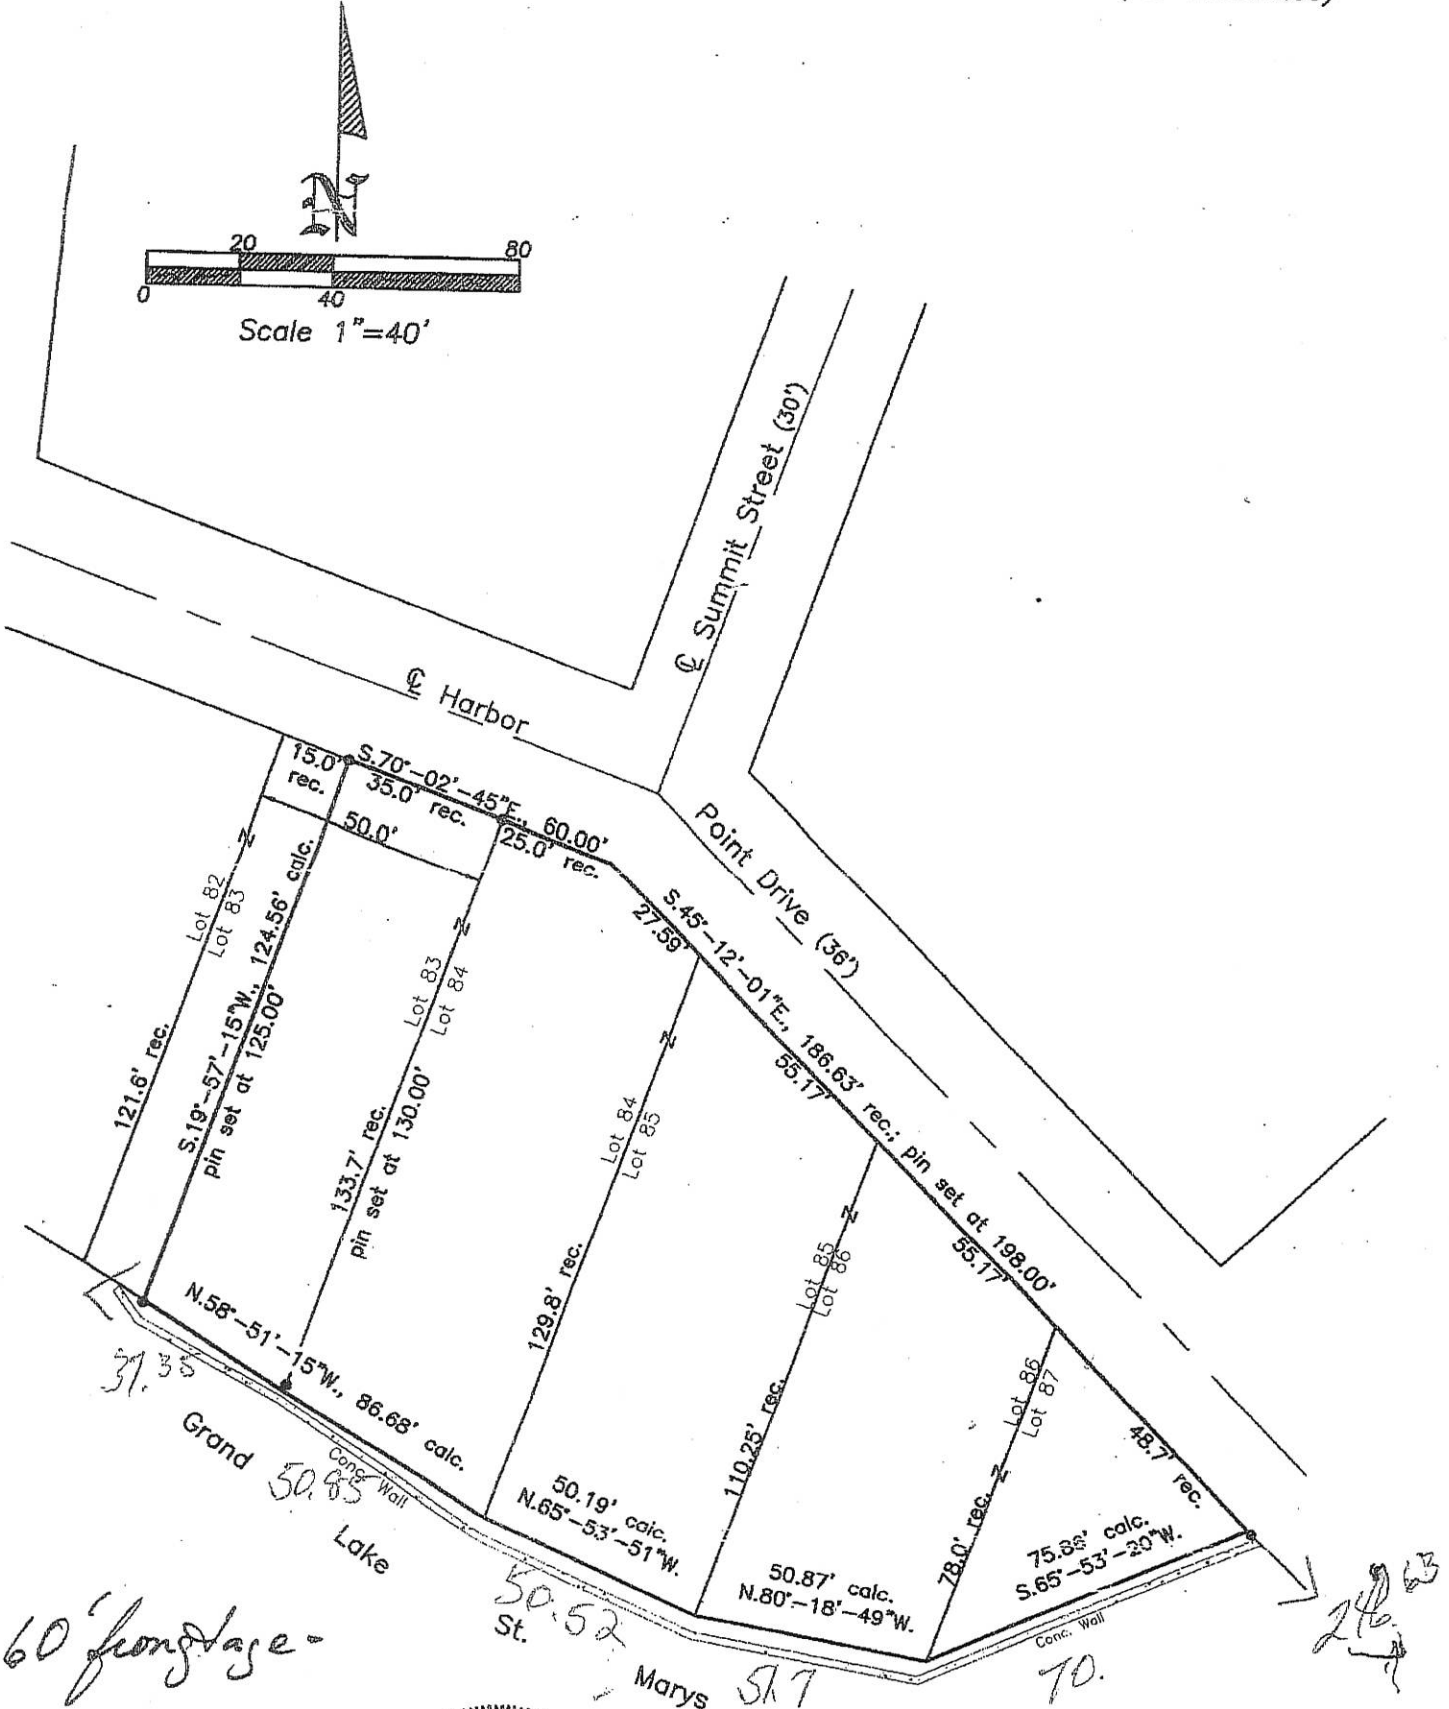 N
20
80
0
40
Scale 1"=40'
℄ Summit Street (30')
℄ Harbor
Point Drive (36')
15.0'
rec.
S.70°-02'-45"E., 60.00'
35.0' rec.
25.0' rec.
50.0'
S.45°-12'-01"E., 186.63' rec.; pin set at 198.00'
27.59'
55.17'
55.17'
48.7' rec.
Lot 82
Lot 83
121.6' rec.
S.19°-57'-15"W., 124.56' calc.
pin set at 125.00'
Lot 83
Lot 84
133.7' rec.
pin set at 130.00'
Lot 84
Lot 85
129.8' rec.
Lot 85
Lot 86
110.25' rec.
Lot 86
Lot 87
78.0' rec.
N.58°-51'-15"W., 86.68' calc.
50.19' calc.
N.65°-53'-51"W.
50.87' calc.
N.80°-18'-49"W.
75.86' calc.
S.65°-53'-20"W.
Conc. Wall
Conc. Wall
Grand
Lake
St.
Marys
37.35
50.85
50.52
51.7
70.
60' frongtage-